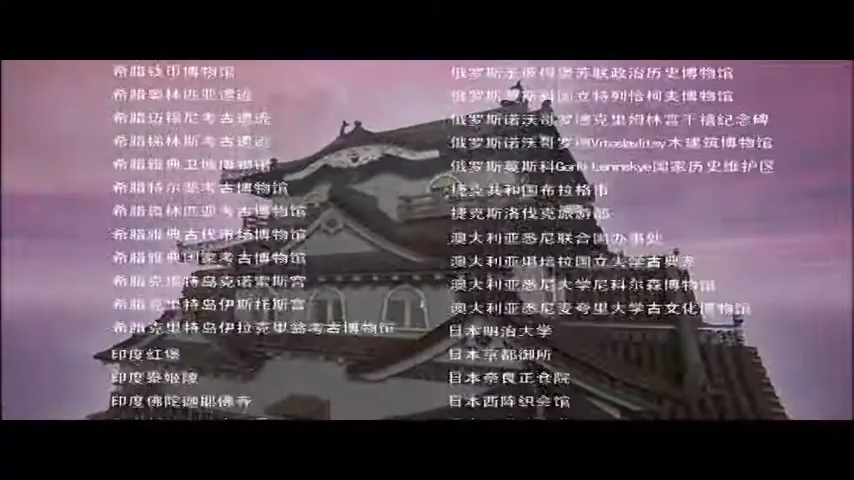 希腊钱币博物馆
希腊奥林匹亚遗迹
希腊迈锡尼考古遗迹
希腊梯林斯考古遗迹
希腊雅典卫城博物馆
希腊特尔斐考古博物馆
希腊奥林匹亚考古博物馆
希腊雅典古代市场博物馆
希腊雅典国家考古博物馆
希腊克里特岛克诺索斯宫
希腊克里特岛伊斯托斯宫
希腊克里特岛伊拉克里翁考古博物馆
印度红堡
印度泰姬陵
印度佛陀迦耶佛寺
俄罗斯圣彼得堡苏联政治历史博物馆
俄罗斯莫斯科国立特列恰柯夫博物馆
俄罗斯诺沃哥罗德克里姆林宫千禧纪念碑
俄罗斯诺沃哥罗德Vitoslavlitsy木建筑博物馆
俄罗斯莫斯科Gorki Leninskye国家历史维护区
捷克共和国布拉格市
捷克斯洛伐克旅游部
澳大利亚悉尼联合国办事处
澳大利亚堪培拉国立大学古典系
澳大利亚悉尼大学尼科尔森博物馆
澳大利亚悉尼麦夸里大学古文化博物馆
日本明治大学
日本京都御所
日本奈良正仓院
日本西阵织会馆